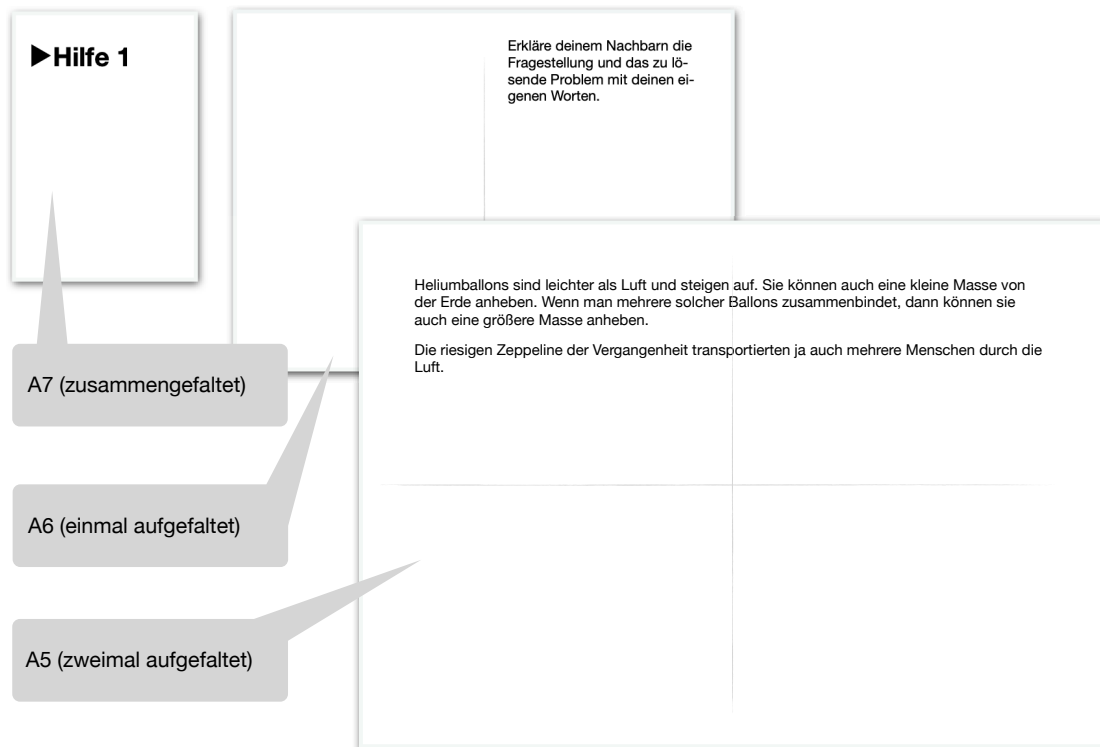 ▶Hilfe 1
Erkläre deinem Nachbarn die
Fragestellung und das zu lö-
sende Problem mit deinen ei-
genen Worten.
Heliumballons sind leichter als Luft und steigen auf. Sie können auch eine kleine Masse von
der Erde anheben. Wenn man mehrere solcher Ballons zusammenbindet, dann können sie
auch eine größere Masse anheben.
Die riesigen Zeppeline der Vergangenheit transportierten ja auch mehrere Menschen durch die
Luft.
A7 (zusammengefaltet)
A6 (einmal aufgefaltet)
A5 (zweimal aufgefaltet)